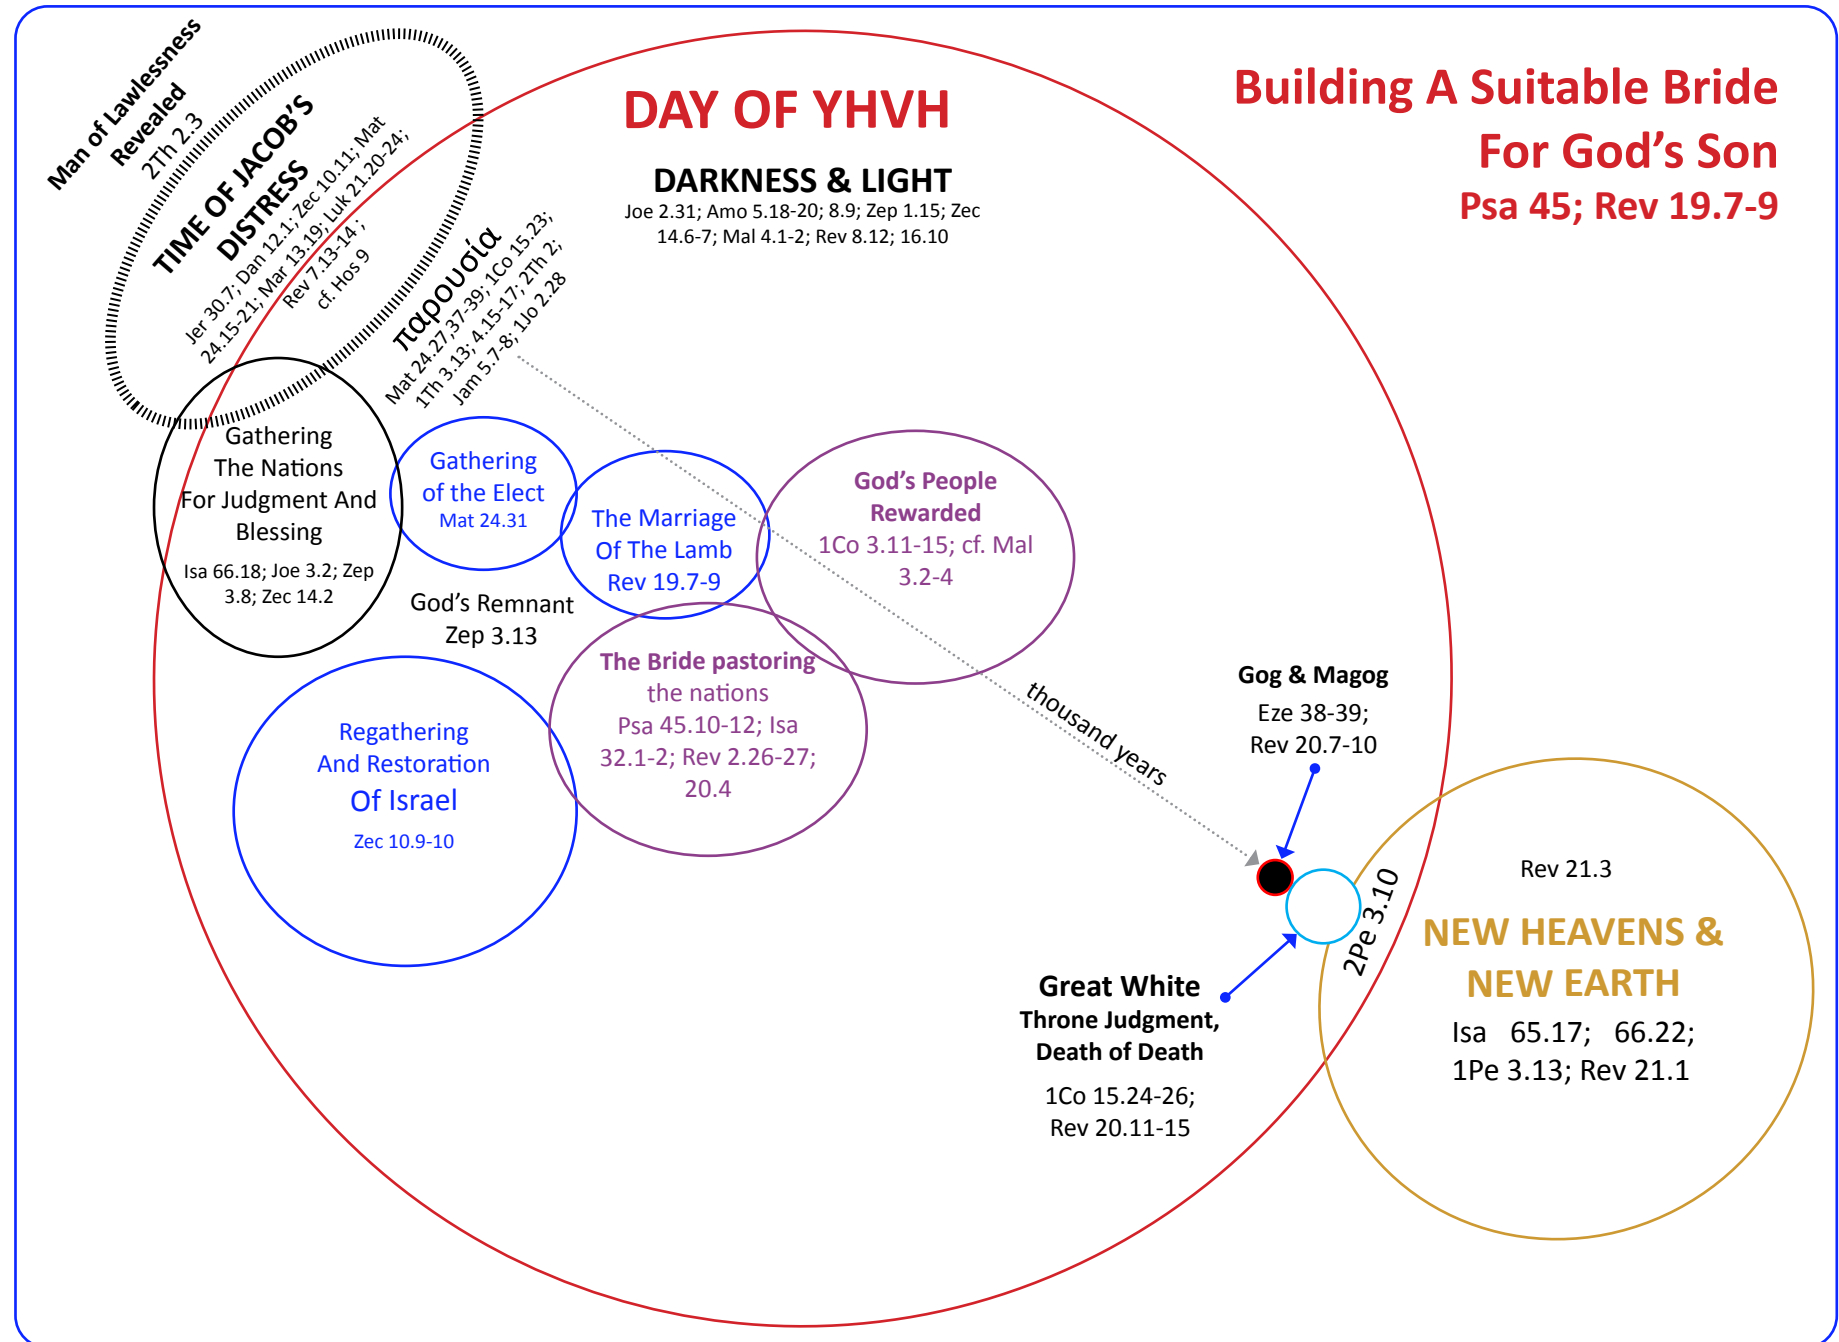 Man of Lawlessness
Revealed
2Th 2.3
TIME OF JACOB'S
DISTRESS
Jer 30.7; Dan 12.1; Zec 10.11; Mat
24.15-21; Mar 13.19; Luk 21.20-24;
Rev 7.13-14 ;
cf. Hos 9
DAY OF YHVH
DARKNESS & LIGHT
Joe 2.31; Amo 5.18-20; 8.9; Zep 1.15; Zec
14.6-7; Mal 4.1-2; Rev 8.12; 16.10
Building A Suitable Bride
For God's Son
Psa 45; Rev 19.7-9
παρουσία
Mat 24.27,37-39; 1Co 15.23;
1Th 3.13; 4.15-17; 2Th 2;
Jam 5.7-8; 1Jo 2.28
Gathering
The Nations
For Judgment And
Blessing
Isa 66.18; Joe 3.2; Zep
3.8; Zec 14.2
Gathering
of the Elect
Mat 24.31
The Marriage
Of The Lamb
Rev 19.7-9
God's People
Rewarded
1Co 3.11-15; cf. Mal
3.2-4
God's Remnant
Zep 3.13
The Bride pastoring
the nations
Psa 45.10-12; Isa
32.1-2; Rev 2.26-27;
20.4
Regathering
And Restoration
Of Israel
Zec 10.9-10
thousand years
Gog & Magog
Eze 38-39;
Rev 20.7-10
Great White
Throne Judgment,
Death of Death
1Co 15.24-26;
Rev 20.11-15
2Pe 3.10
Rev 21.3
NEW HEAVENS &
NEW EARTH
Isa 65.17; 66.22;
1Pe 3.13; Rev 21.1